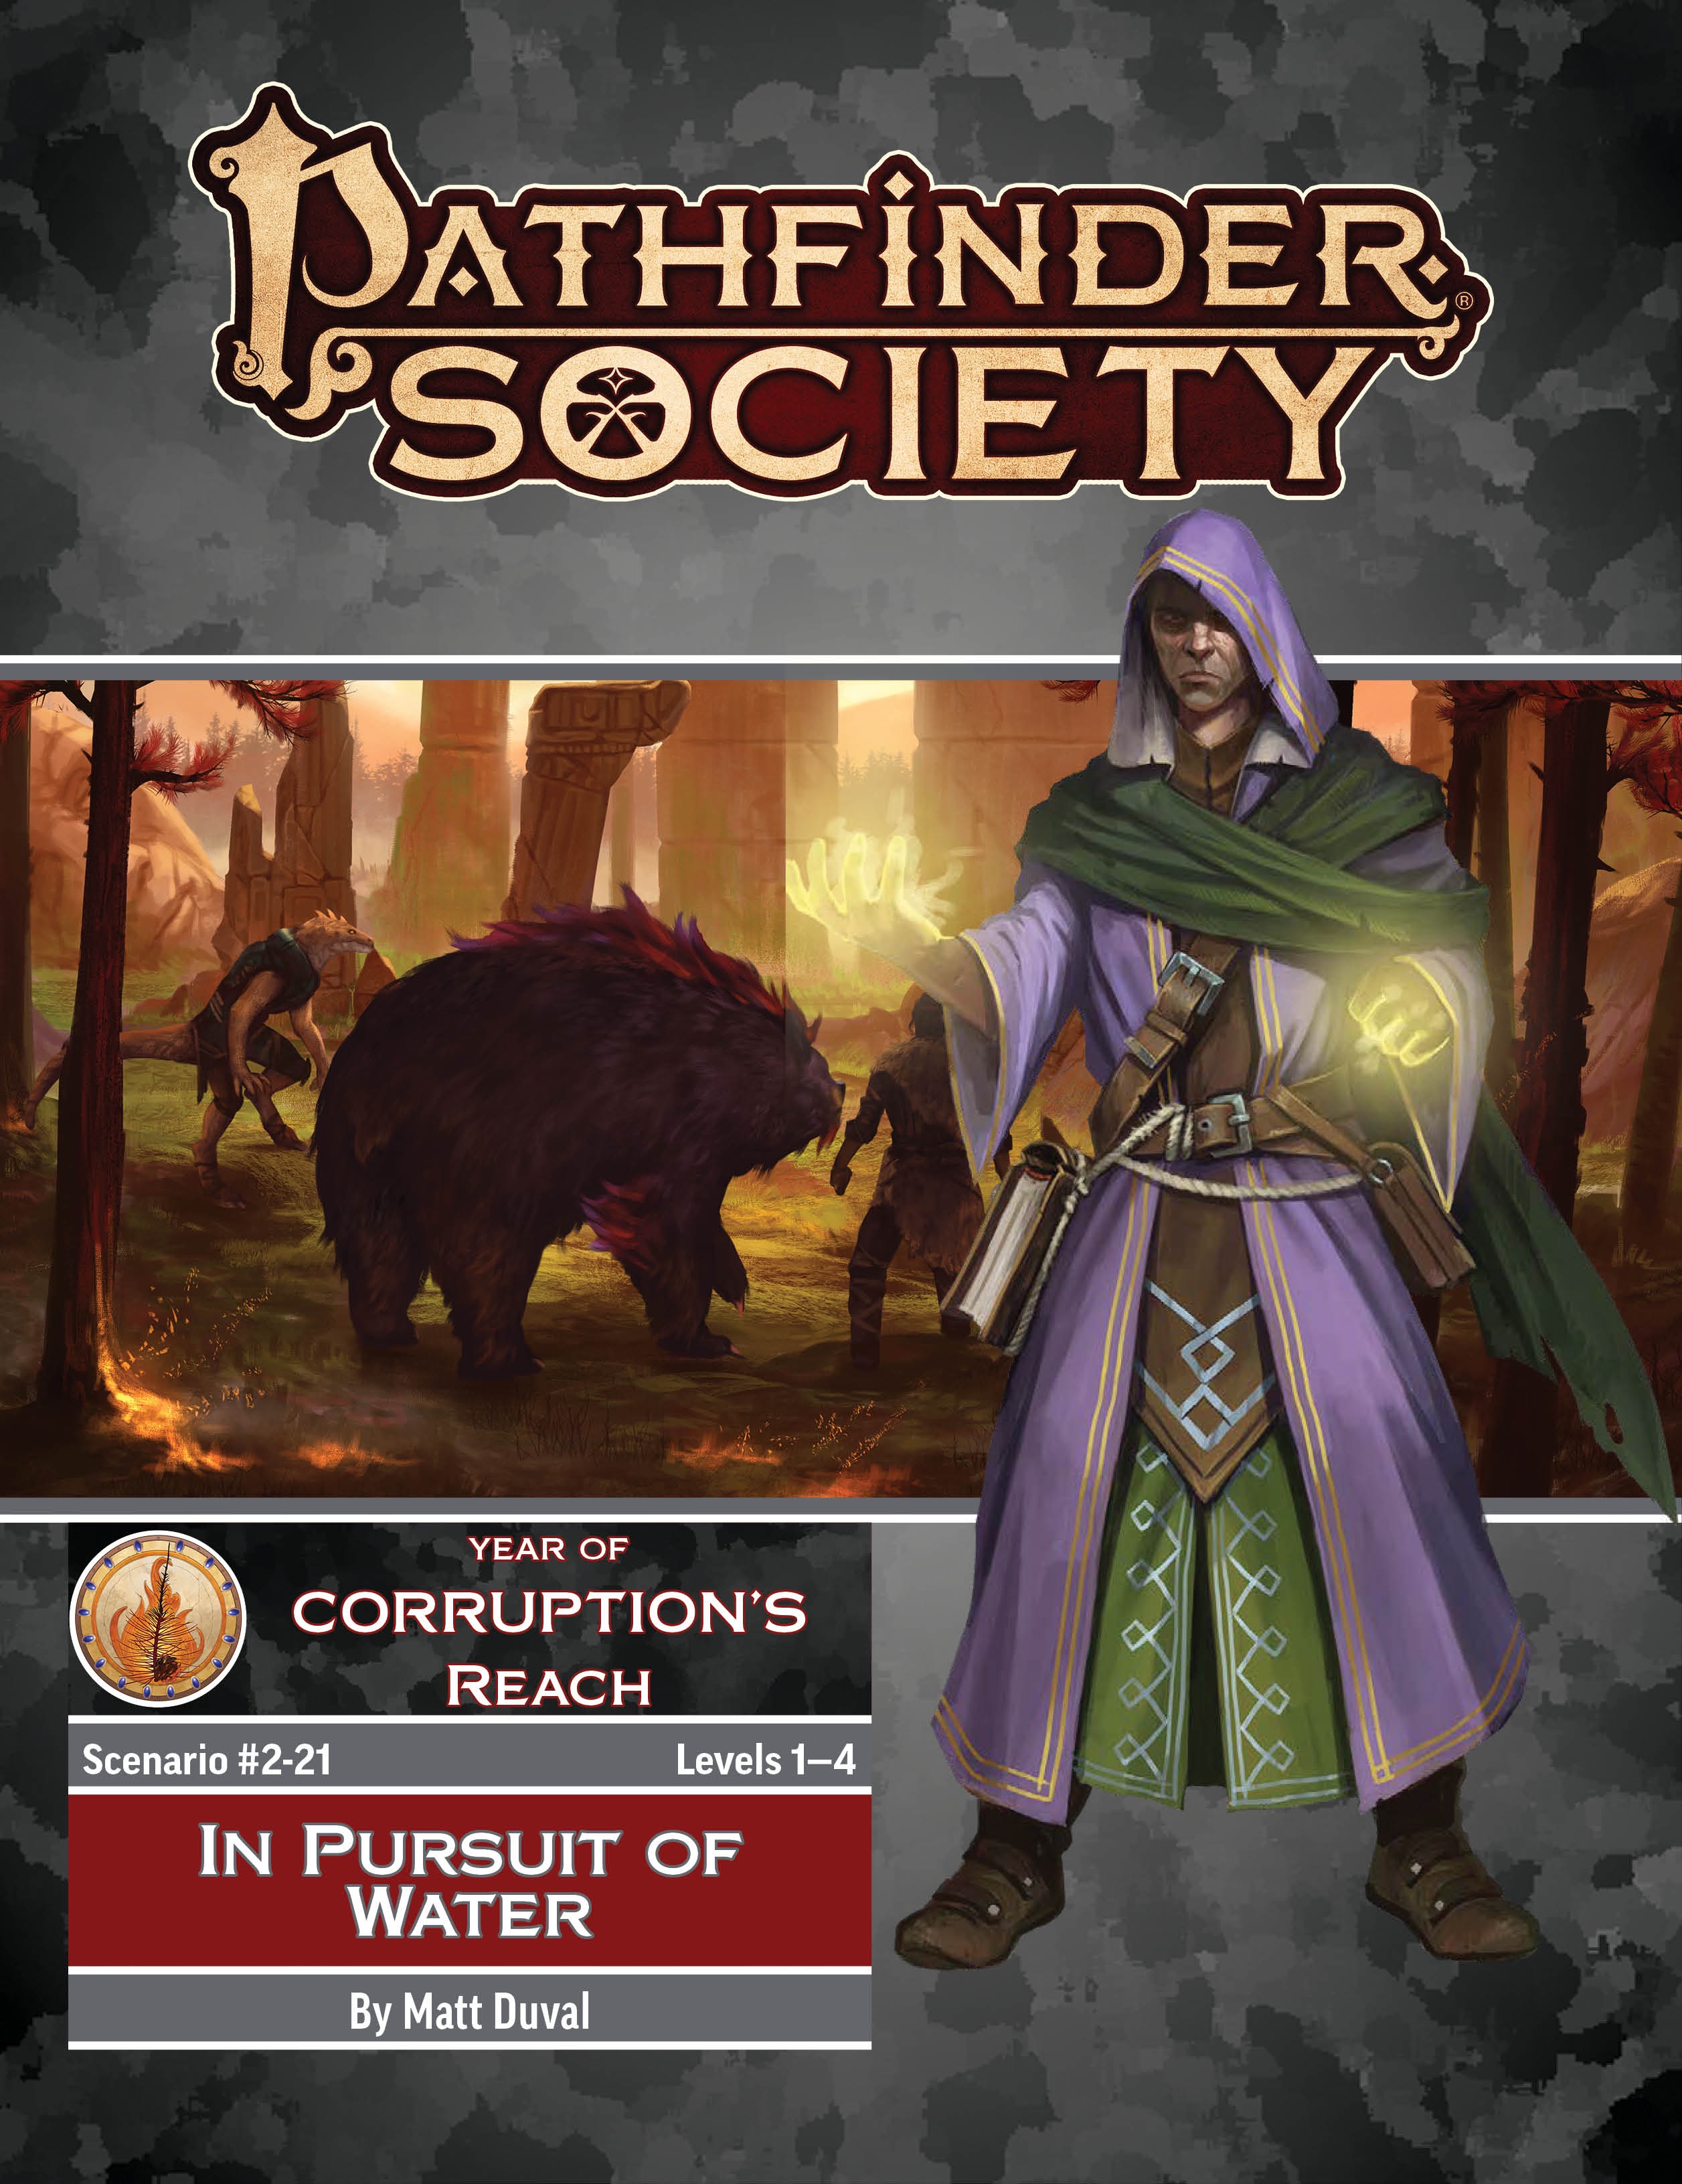 PATHFINDER®
SOCIETY
YEAR OF
CORRUPTION'S
REACH
Scenario #2-21
Levels 1–4
IN PURSUIT OF
WATER
By Matt Duval